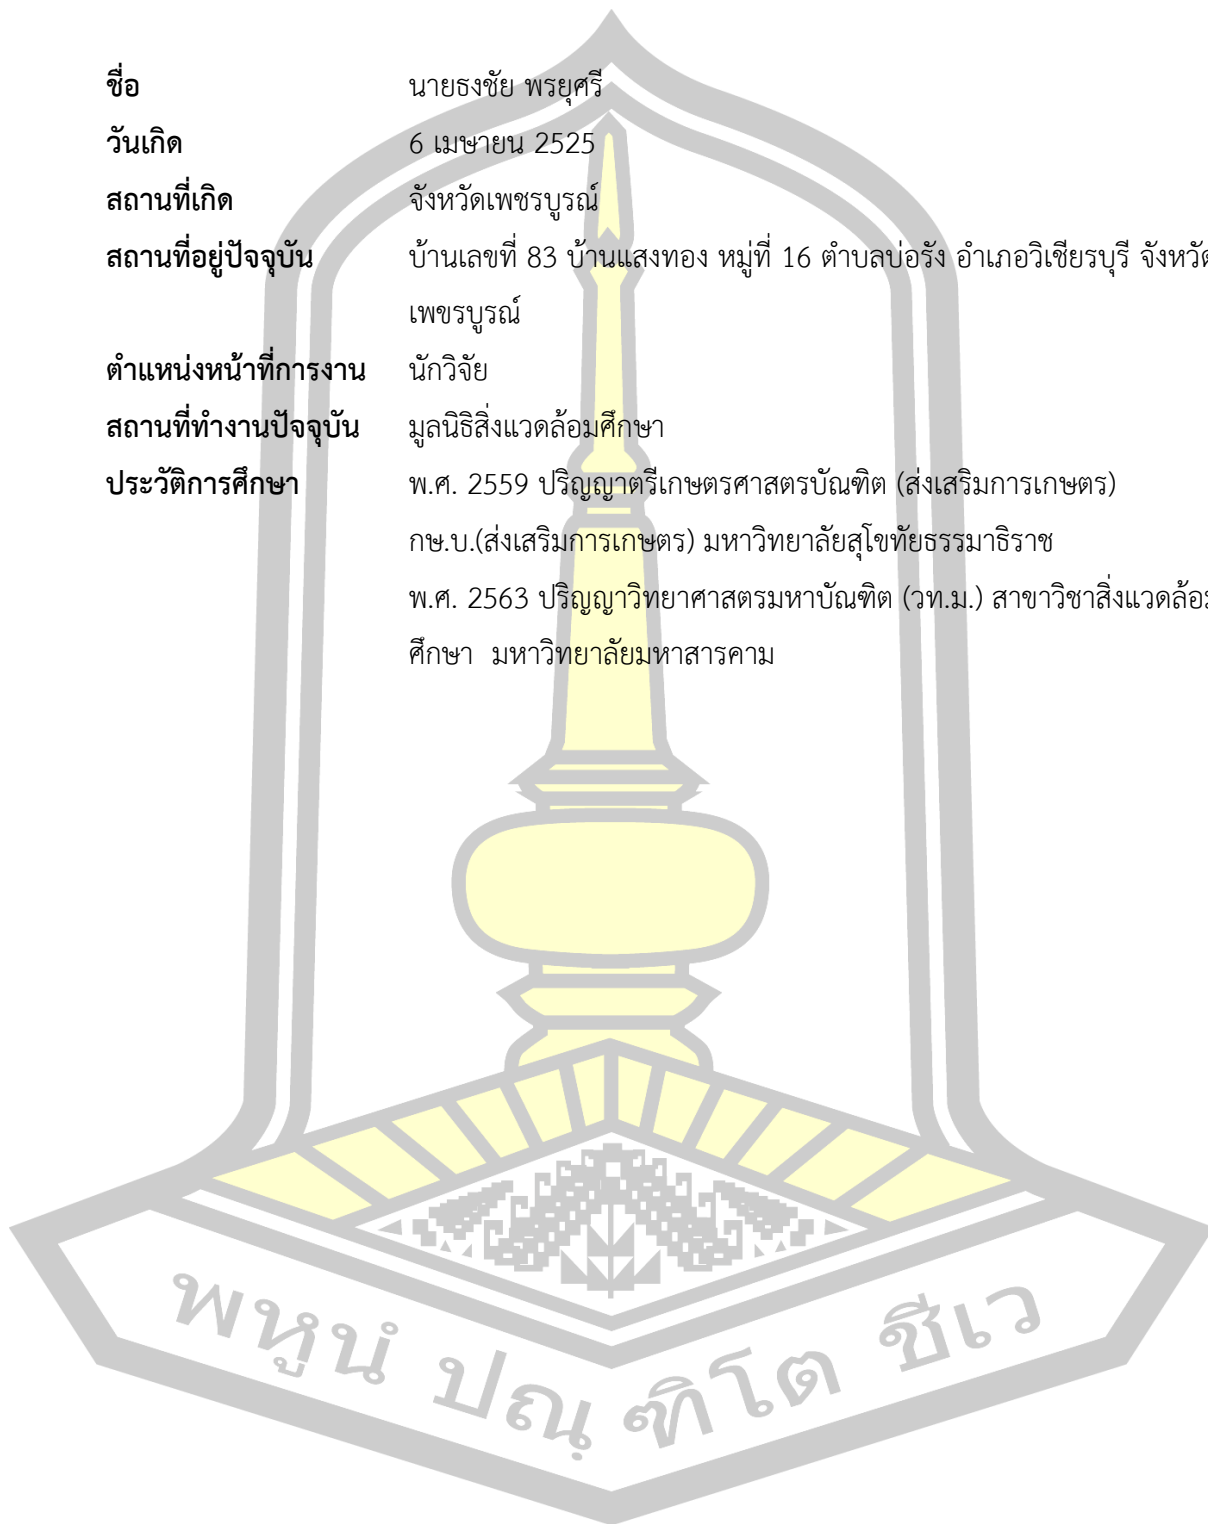 ชื่อ นายธงชัย พรยุศรี
วันเกิด 6 เมษายน 2525
สถานที่เกิด จังหวัดเพชรบูรณ์
สถานที่อยู่ปัจจุบัน บ้านเลขที่ 83 บ้านแสงทอง หมู่ที่ 16 ตำบลบ่อรัง อำเภอวิเชียรบุรี จังหวัด
เพขรบูรณ์
ตำแหน่งหน้าที่การงาน นักวิจัย
สถานที่ทำงานปัจจุบัน มูลนิธิสิ่งแวดล้อมศึกษา
ประวัติการศึกษา พ.ศ. 2559 ปริญญาตรีเกษตรศาสตรบัณฑิต (ส่งเสริมการเกษตร)
กษ.บ.(ส่งเสริมการเกษตร) มหาวิทยาลัยสุโขทัยธรรมาธิราช
พ.ศ. 2563 ปริญญาวิทยาศาสตรมหาบัณฑิต (วท.ม.) สาขาวิชาสิ่งแวดล้อม
ศึกษา มหาวิทยาลัยมหาสารคาม
พหูนํ ปณฺ ฑิโต ชีเว